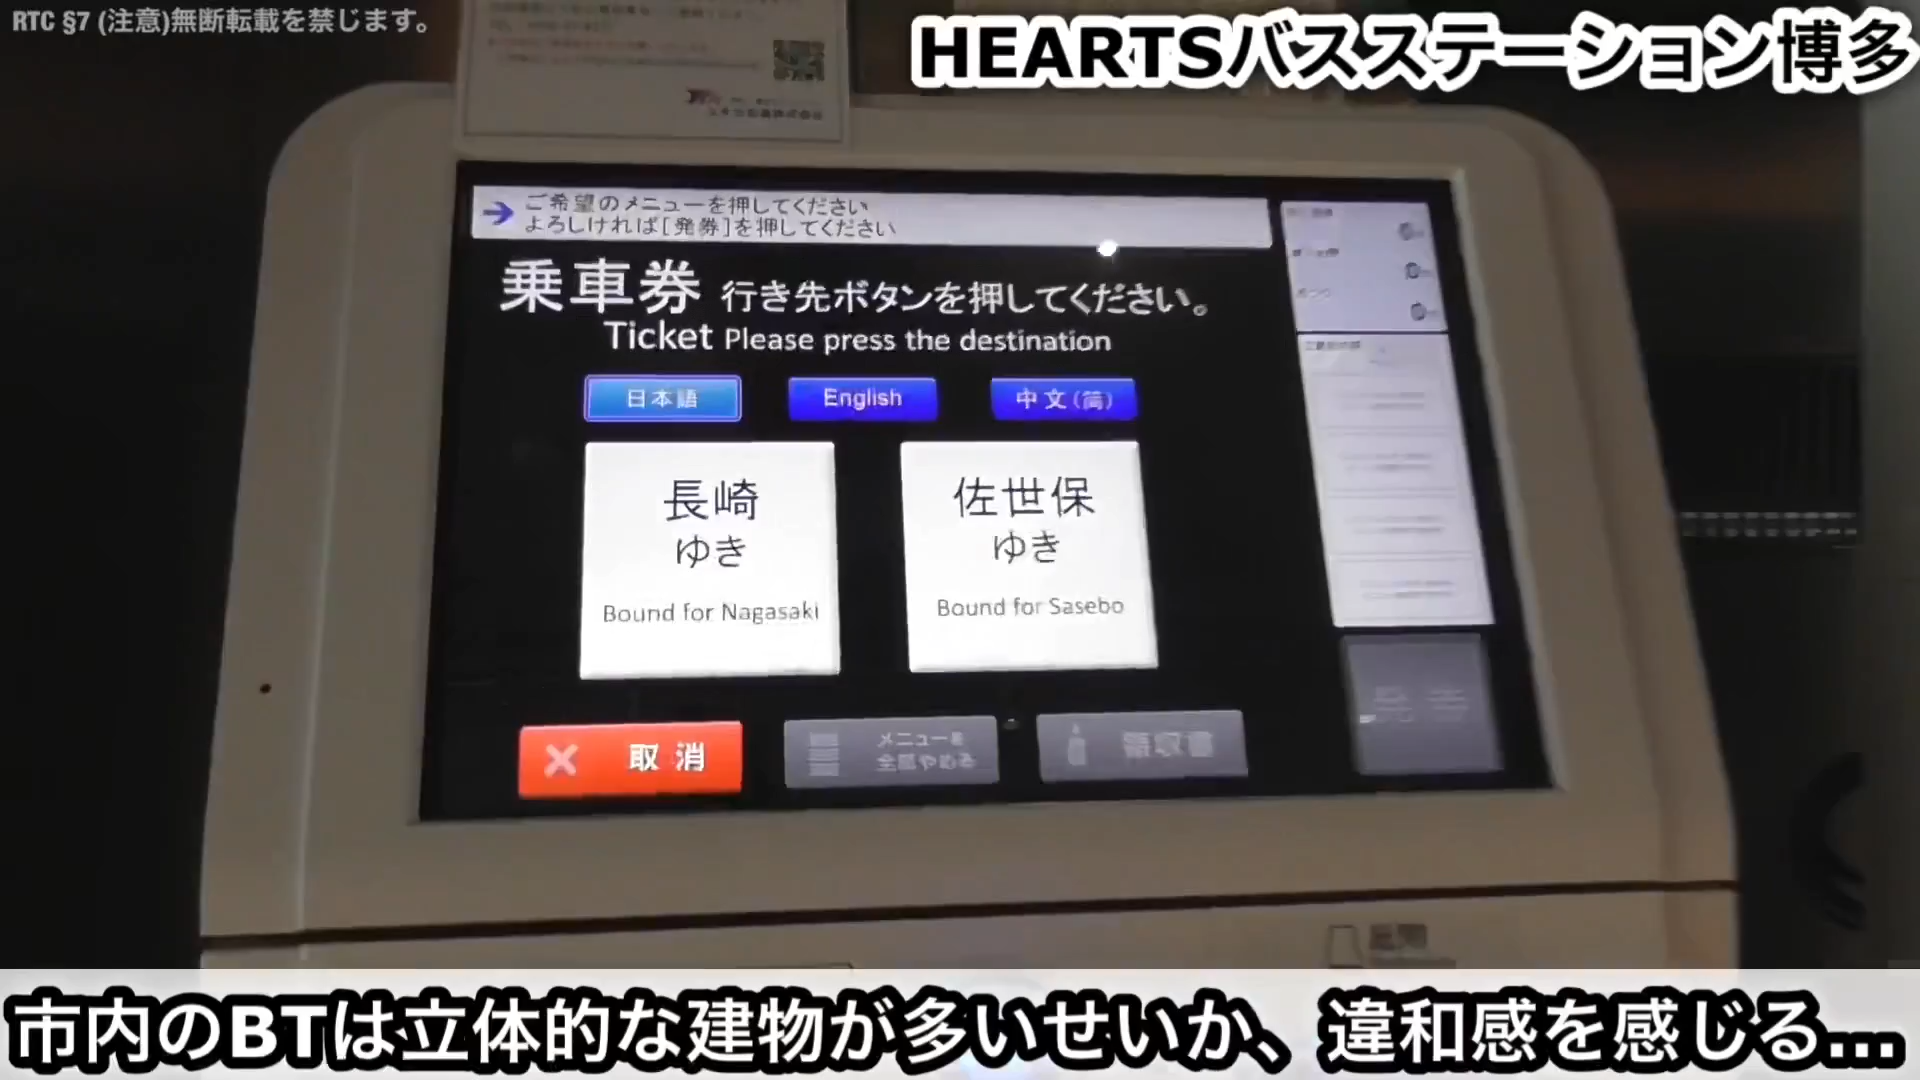 RTC §7 (注意)無断転載を禁じます。
HEARTSバスステーション博多
ご希望のメニューを押してください
よろしければ[発券]を押してください
乗車券 行き先ボタンを押してください。
Ticket Please press the destination
日本語 English 中文(简)
長崎
ゆき
Bound for Nagasaki
佐世保
ゆき
Bound for Sasebo
取消
メニューを
領収書
市内のBTは立体的な建物が多いせいか、違和感を感じる...